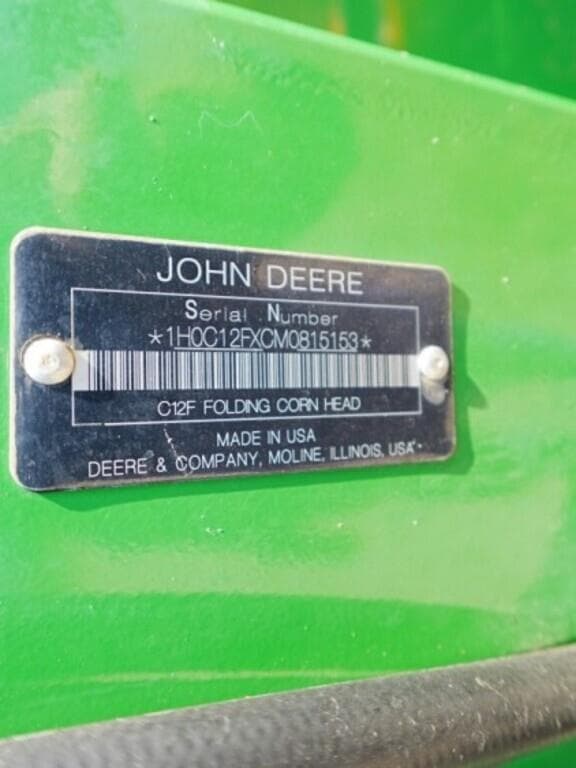 JOHN DEERE
Serial Number
*1H0C12FXCM0815153*
C12F FOLDING CORN HEAD
MADE IN USA
DEERE & COMPANY, MOLINE, ILLINOIS, USA